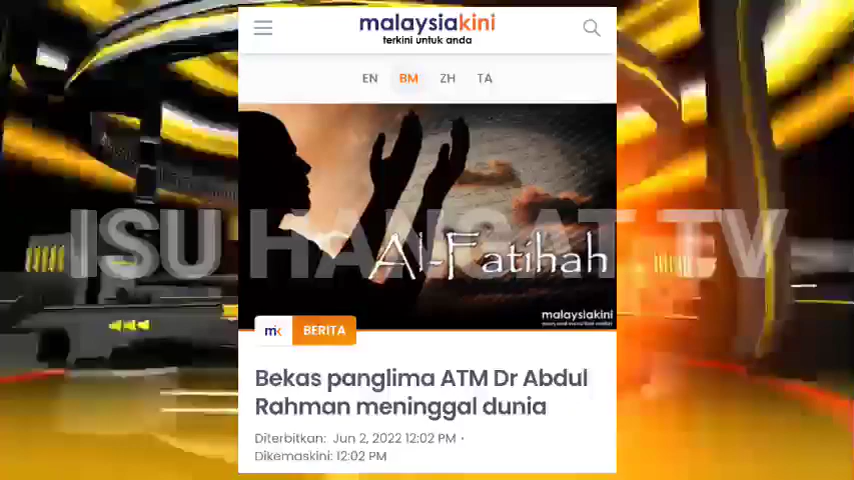 malaysiakini
terkini untuk anda
EN BM ZH TA
ISU HANGAT TV
Al-Fatihah
malaysiakini
mk BERITA
Bekas panglima ATM Dr Abdul
Rahman meninggal dunia
Diterbitkan: Jun 2, 2022 12:02 PM •
Dikemaskini: 12:02 PM